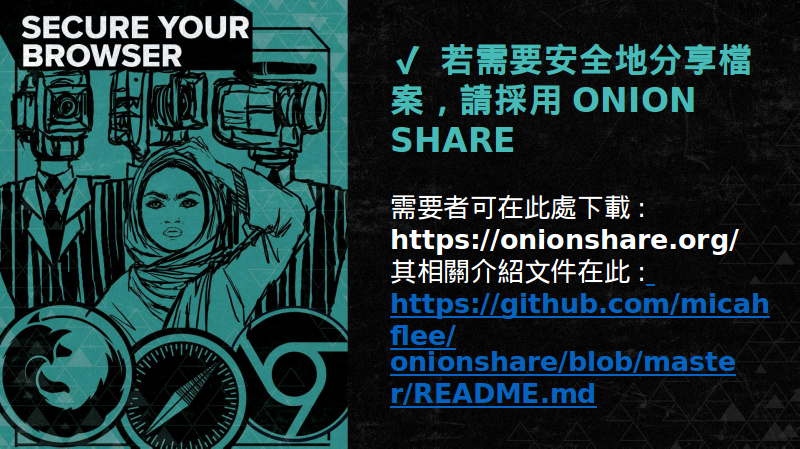 SECURE YOUR
BROWSER
✓ 若需要安全地分享檔
案，請採用 ONION
SHARE
需要者可在此處下載 :
https://onionshare.org/
其相關介紹文件在此 :
https://github.com/micah
flee/
onionshare/blob/maste
r/README.md